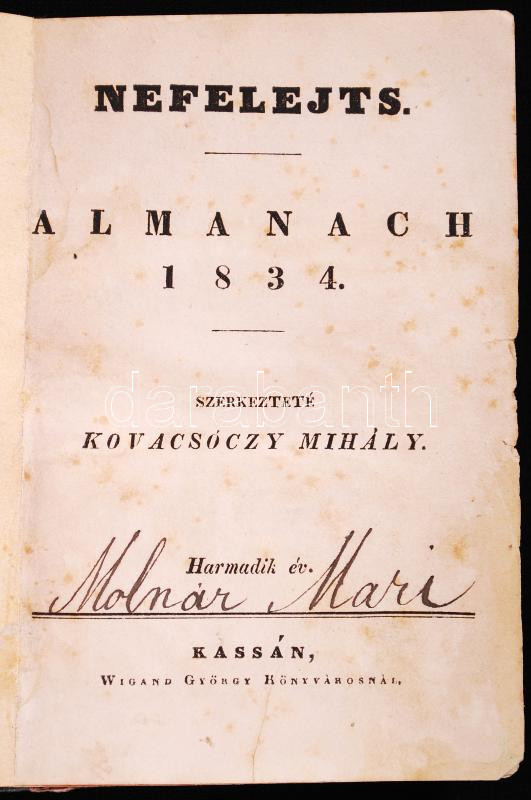 NEFELEJTS.
ALMANACH
1834.
SZERKEZTETÉ
darabanth
KOVACSÓCZY MIHÁLY.
Harmadik év.
Molnár Mari
KASSÁN,
WIGAND GYÖRGY KÖNYVÁROSNÁL.